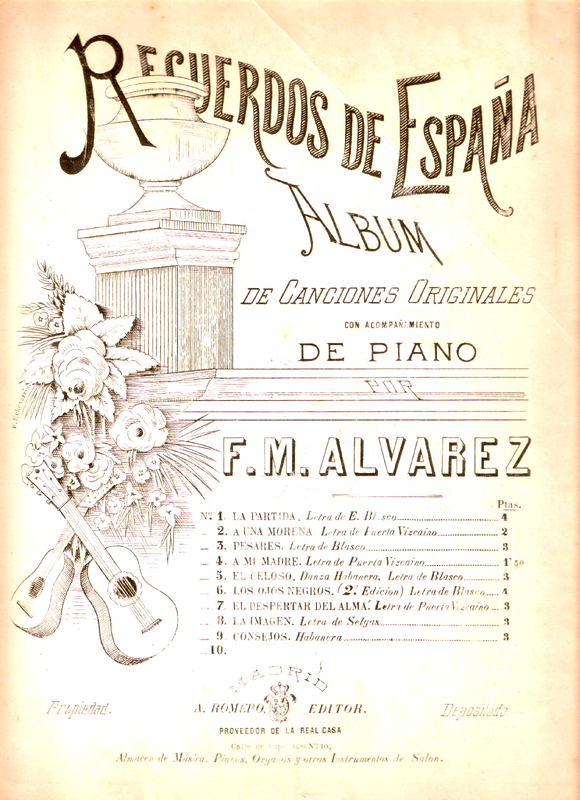 RECUERDOS DE ESPAÑA
ALBUM
DE CANCIONES ORIGINALES
CON ACOMPAÑAMIENTO
DE PIANO
POR
F. M. ALVAREZ
Ptas.
Nº 1. LA PARTIDA, Letra de E. Blasco 4
2. A UNA MORENA Letra de Puerta Vizcaino 2
3. PESARES. Letra de Blasco 3
4. A MI MADRE. Letra de Puerta Vizcaino 1'50
5. EL CELOSO, Danza Habanera, Letra de Blasco 3
6. LOS OJOS NEGROS. (2ª Edicion) Letra de Blasco 4
7. EL DESPERTAR DEL ALMA. Letra de Puerta Vizcaino 3
8. LA IMAGEN. Letra de Selgas 3
9. CONSEJOS. Habanera 3
10.
MADRID
Propiedad. A. ROMERO, EDITOR. Depositado
PROVEEDOR DE LA REAL CASA
Calle de Nº 10.
Almacen de Música, Pianos, Organos y otros Instrumentos de Salon.